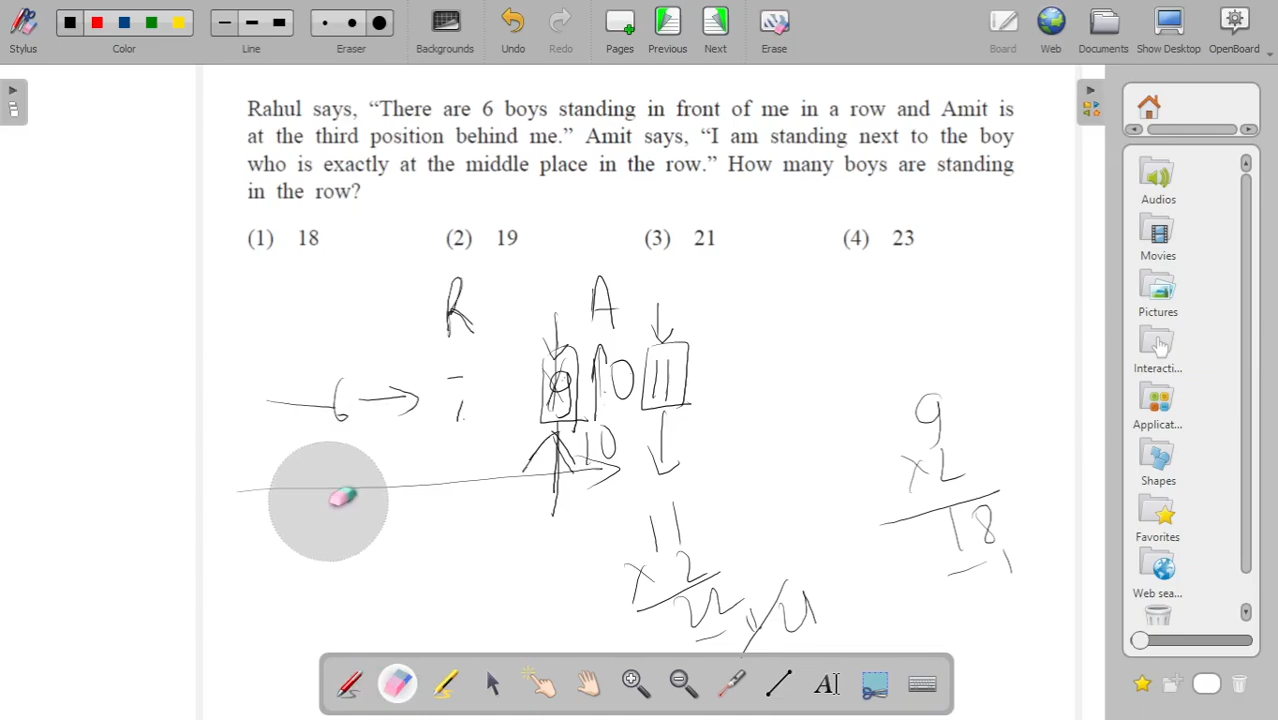 Stylus Color Line Eraser Backgrounds Undo Redo Pages Previous Next Erase Board Web Documents Show Desktop OpenBoard
Rahul says, “There are 6 boys standing in front of me in a row and Amit is
at the third position behind me.” Amit says, “I am standing next to the boy
who is exactly at the middle place in the row.” How many boys are standing
in the row?
(1) 18 (2) 19 (3) 21 (4) 23
R A
6 7 9 10 11
10
11
x 2
22
21
9
x 2
18
- 1
Audios
Movies
Pictures
Interacti...
Applicat...
Shapes
Favorites
Web sea...